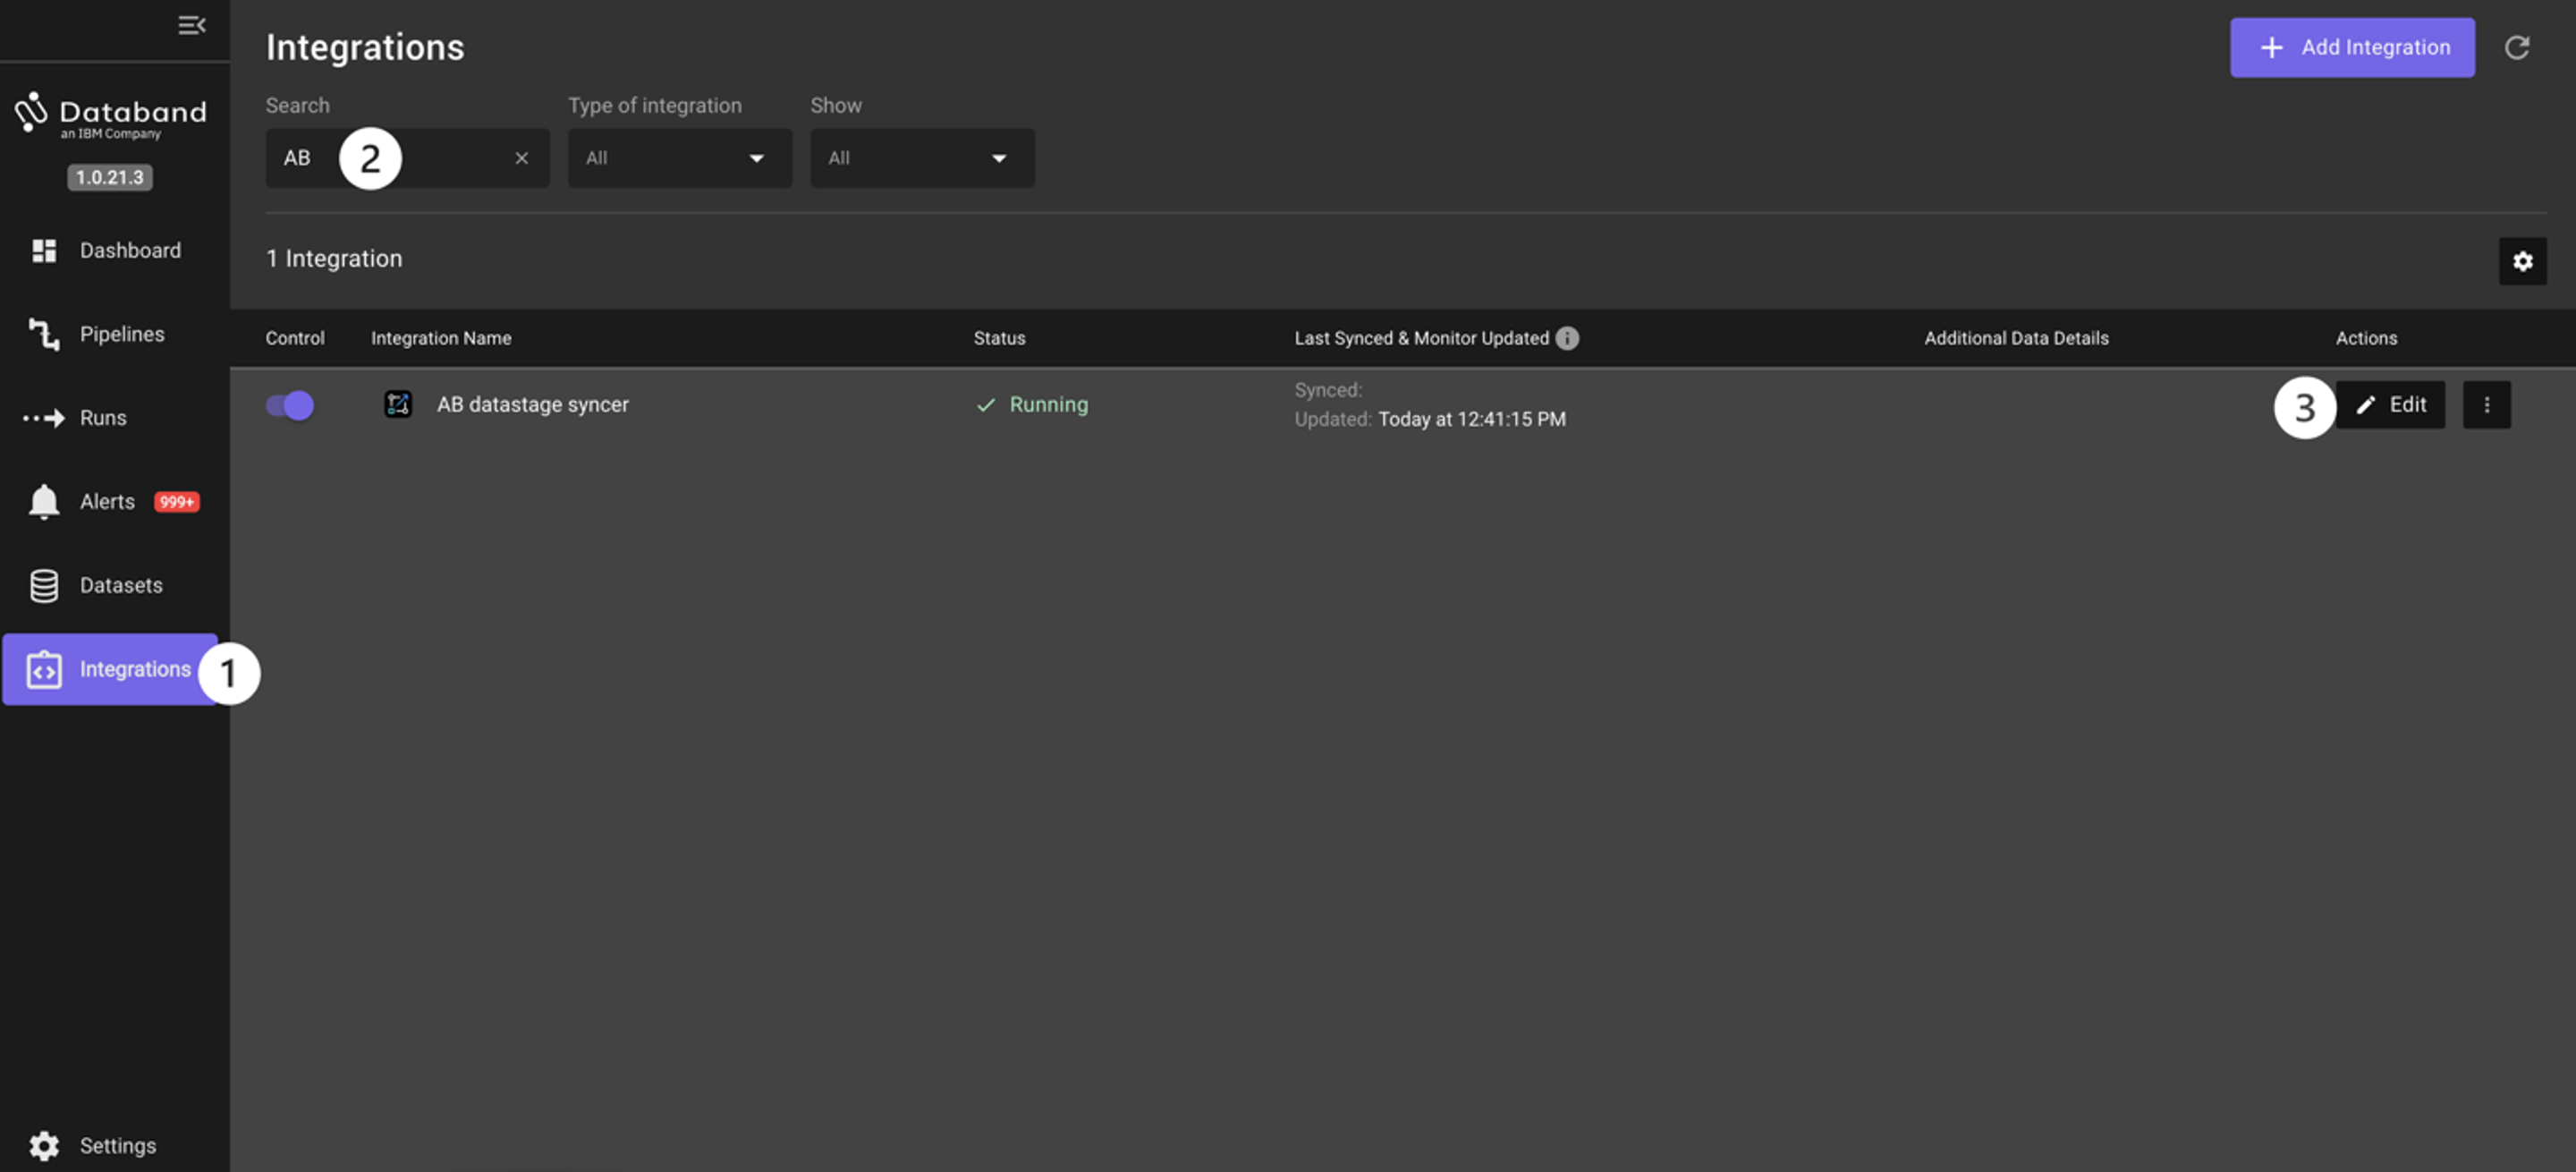 Databand
an IBM Company
1.0.21.3
Dashboard
Pipelines
Runs
Alerts 999+
Datasets
Integrations 1
Settings
Integrations
Add Integration
Search Type of integration Show
AB 2 All All
1 Integration
Control Integration Name Status Last Synced & Monitor Updated i Additional Data Details Actions
AB datastage syncer Running Synced: 3 Edit
Updated: Today at 12:41:15 PM